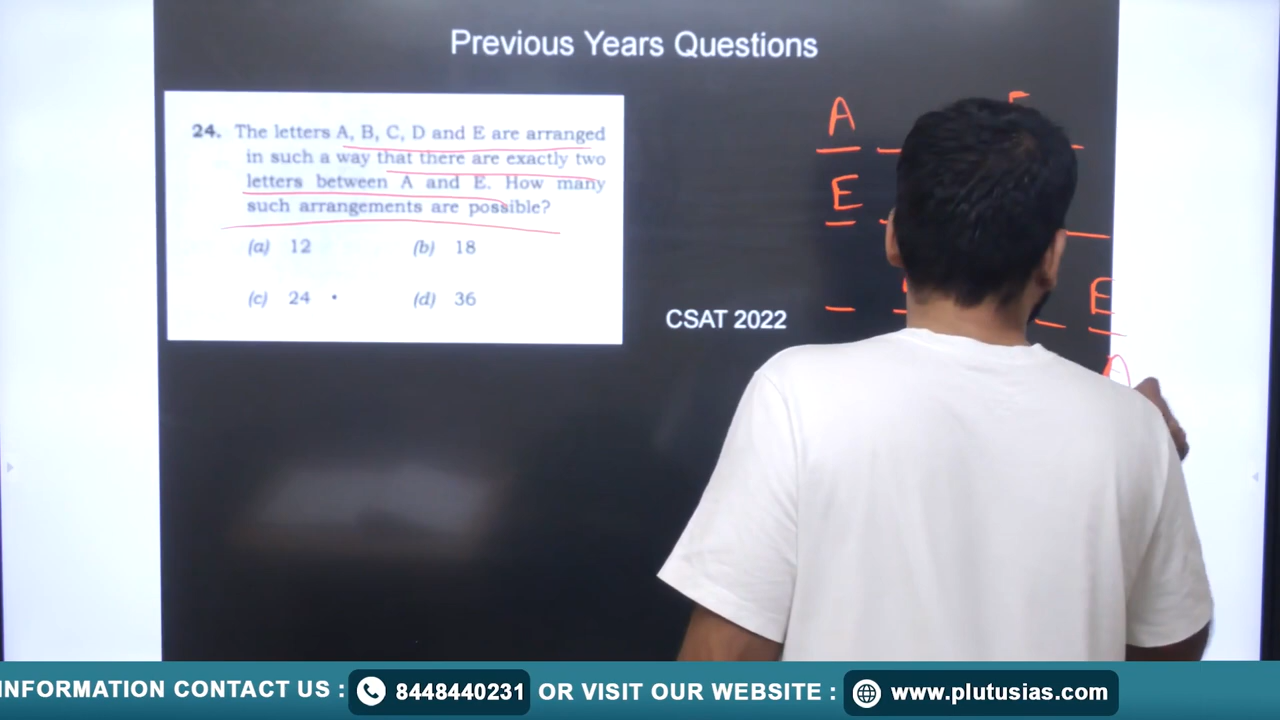 Previous Years Questions
24. The letters A, B, C, D and E are arranged
in such a way that there are exactly two
letters between A and E. How many
such arrangements are possible?
(a) 12 (b) 18
(c) 24 (d) 36
CSAT 2022
A
E
E
INFORMATION CONTACT US : 8448440231 OR VISIT OUR WEBSITE : www.plutusias.com